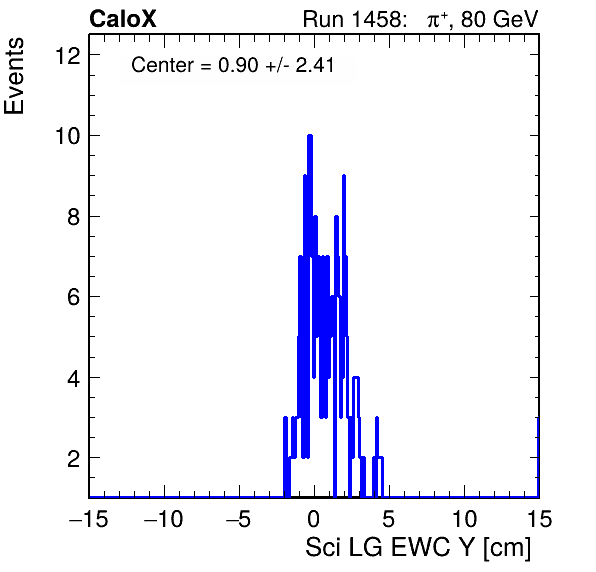 CaloX Run 1458: π⁺, 80 GeV
Events
Center = 0.90 +/- 2.41
12
10
8
6
4
2
−15 −10 −5 0 5 10 15
Sci LG EWC Y [cm]